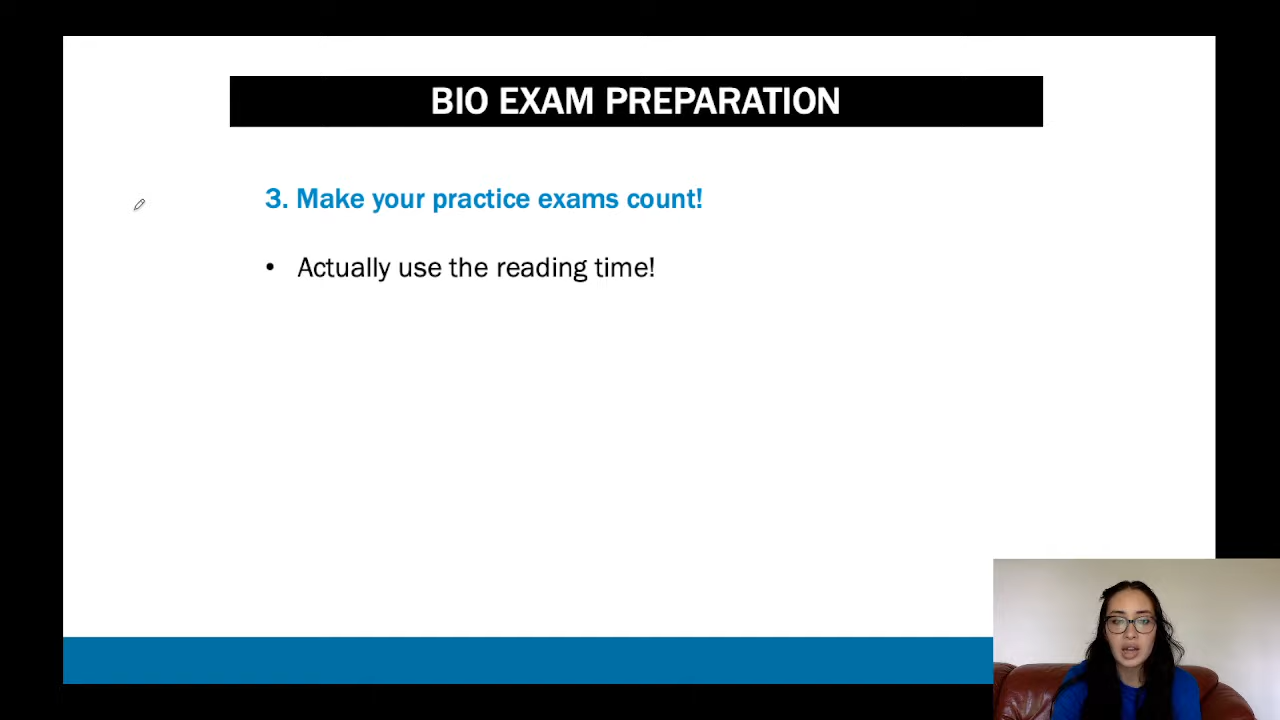 BIO EXAM PREPARATION
3. Make your practice exams count!
• Actually use the reading time!